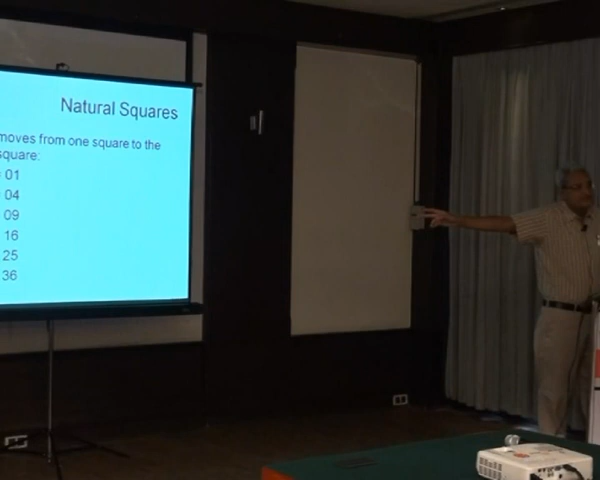 Natural Squares
moves from one square to the
square:
01
04
09
16
25
36